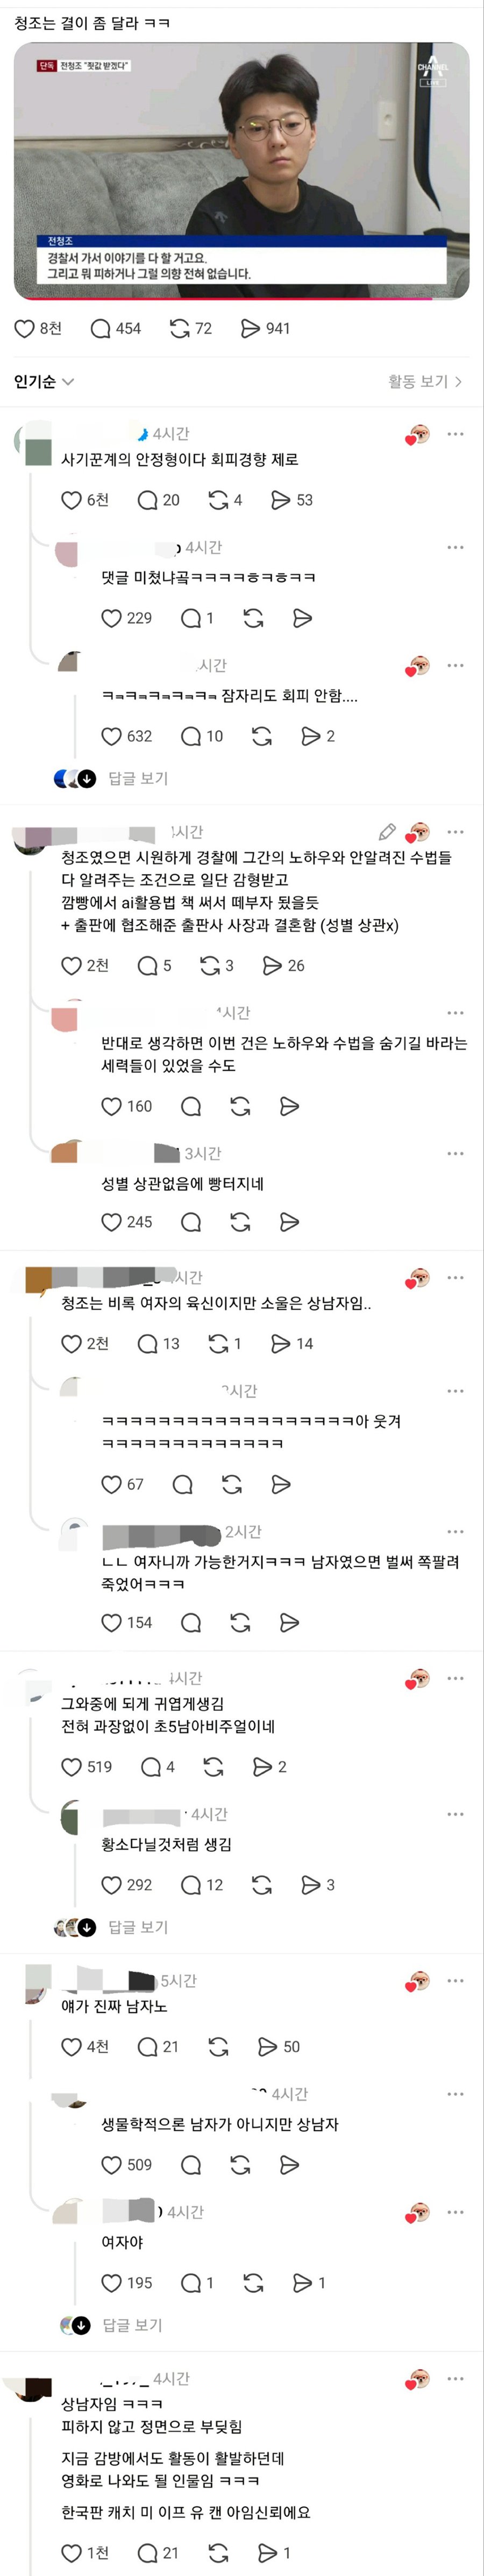 청조는 결이 좀 달라 ㅋㅋ
단독 전청조 "죗값 받겠다"
CHANNEL A
LIVE
전청조
경찰서 가서 이야기를 다 할 거고요.
그리고 뭐 피하거나 그럴 의향 전혀 없습니다.
8천 454 72 941
인기순 활동 보기
4시간
사기꾼계의 안정형이다 회피경향 제로
6천 20 4 53
4시간
댓글 미쳤냐곸ㅋㅋㅋㅋㅎㅋㅎㅋㅋ
229 1
시간
ㅋㅋㅋㅋㅋㅋㅋㅋ 잠자리도 회피 안함....
632 10 2
답글 보기
시간
청조였으면 시원하게 경찰에 그간의 노하우와 안알려진 수법들
다 알려주는 조건으로 일단 감형받고
깜빵에서 ai활용법 책 써서 떼부자 됬을듯
+ 출판에 협조해준 출판사 사장과 결혼함 (성별 상관x)
2천 5 3 26
시간
반대로 생각하면 이번 건은 노하우와 수법을 숨기길 바라는
세력들이 있었을 수도
160
3시간
성별 상관없음에 빵터지네
245
시간
청조는 비록 여자의 육신이지만 소울은 상남자임..
2천 13 1 14
시간
ㅋㅋㅋㅋㅋㅋㅋㅋㅋㅋㅋㅋㅋㅋㅋㅋㅋㅋ아 웃겨
ㅋㅋㅋㅋㅋㅋㅋㅋㅋㅋㅋㅋㅋ
67
2시간
ㄴㄴ 여자니까 가능한거지ㅋㅋㅋ 남자였으면 벌써 쪽팔려
죽었어ㅋㅋㅋ
154
4시간
그와중에 되게 귀엽게생김
전혀 과장없이 초5남아비주얼이네
519 4 2
4시간
황소다닐것처럼 생김
292 12 3
답글 보기
5시간
얘가 진짜 남자노
4천 21 50
4시간
생물학적으론 남자가 아니지만 상남자
509
4시간
여자야
195 1 1
답글 보기
4시간
상남자임 ㅋㅋㅋ
피하지 않고 정면으로 부딪힘
지금 감방에서도 활동이 활발하던데
영화로 나와도 될 인물임 ㅋㅋㅋ
한국판 캐치 미 이프 유 캔 아임신뢰에요
1천 21 1